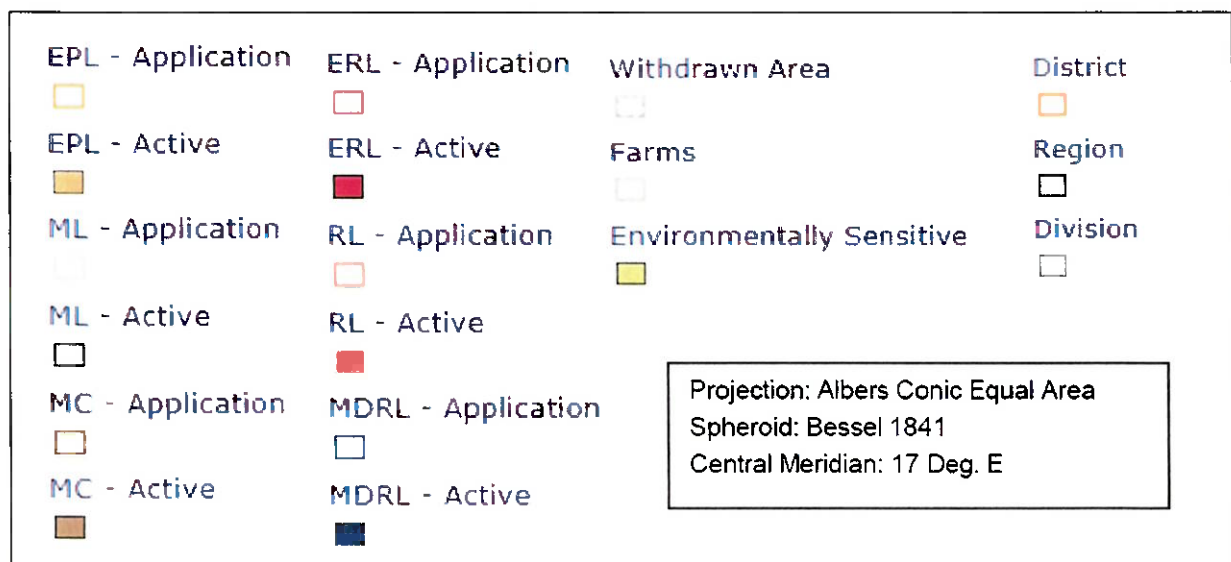 EPL - Application
EPL - Active
ML - Application
ML - Active
MC - Application
MC - Active
ERL - Application
ERL - Active
RL - Application
RL - Active
MDRL - Application
MDRL - Active
Withdrawn Area
Farms
Environmentally Sensitive
District
Region
Division
Projection: Albers Conic Equal Area
Spheroid: Bessel 1841
Central Meridian: 17 Deg. E